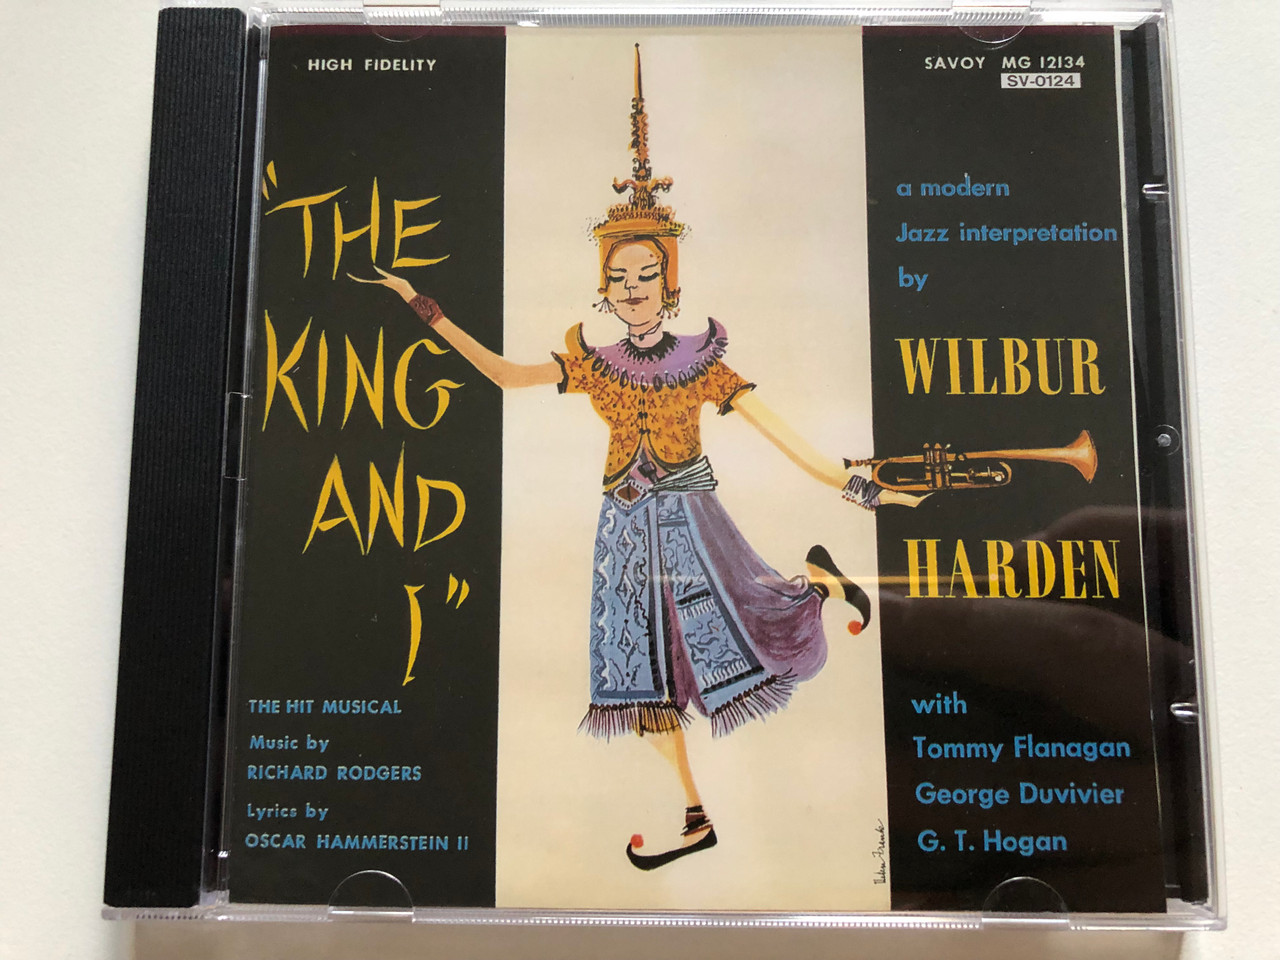 HIGH FIDELITY
SAVOY MG 12134
SV-0124
"THE
KING
AND
I"
THE HIT MUSICAL
Music by
RICHARD RODGERS
Lyrics by
OSCAR HAMMERSTEIN II
a modern
Jazz interpretation
by
WILBUR
HARDEN
with
Tommy Flanagan
George Duvivier
G. T. Hogan